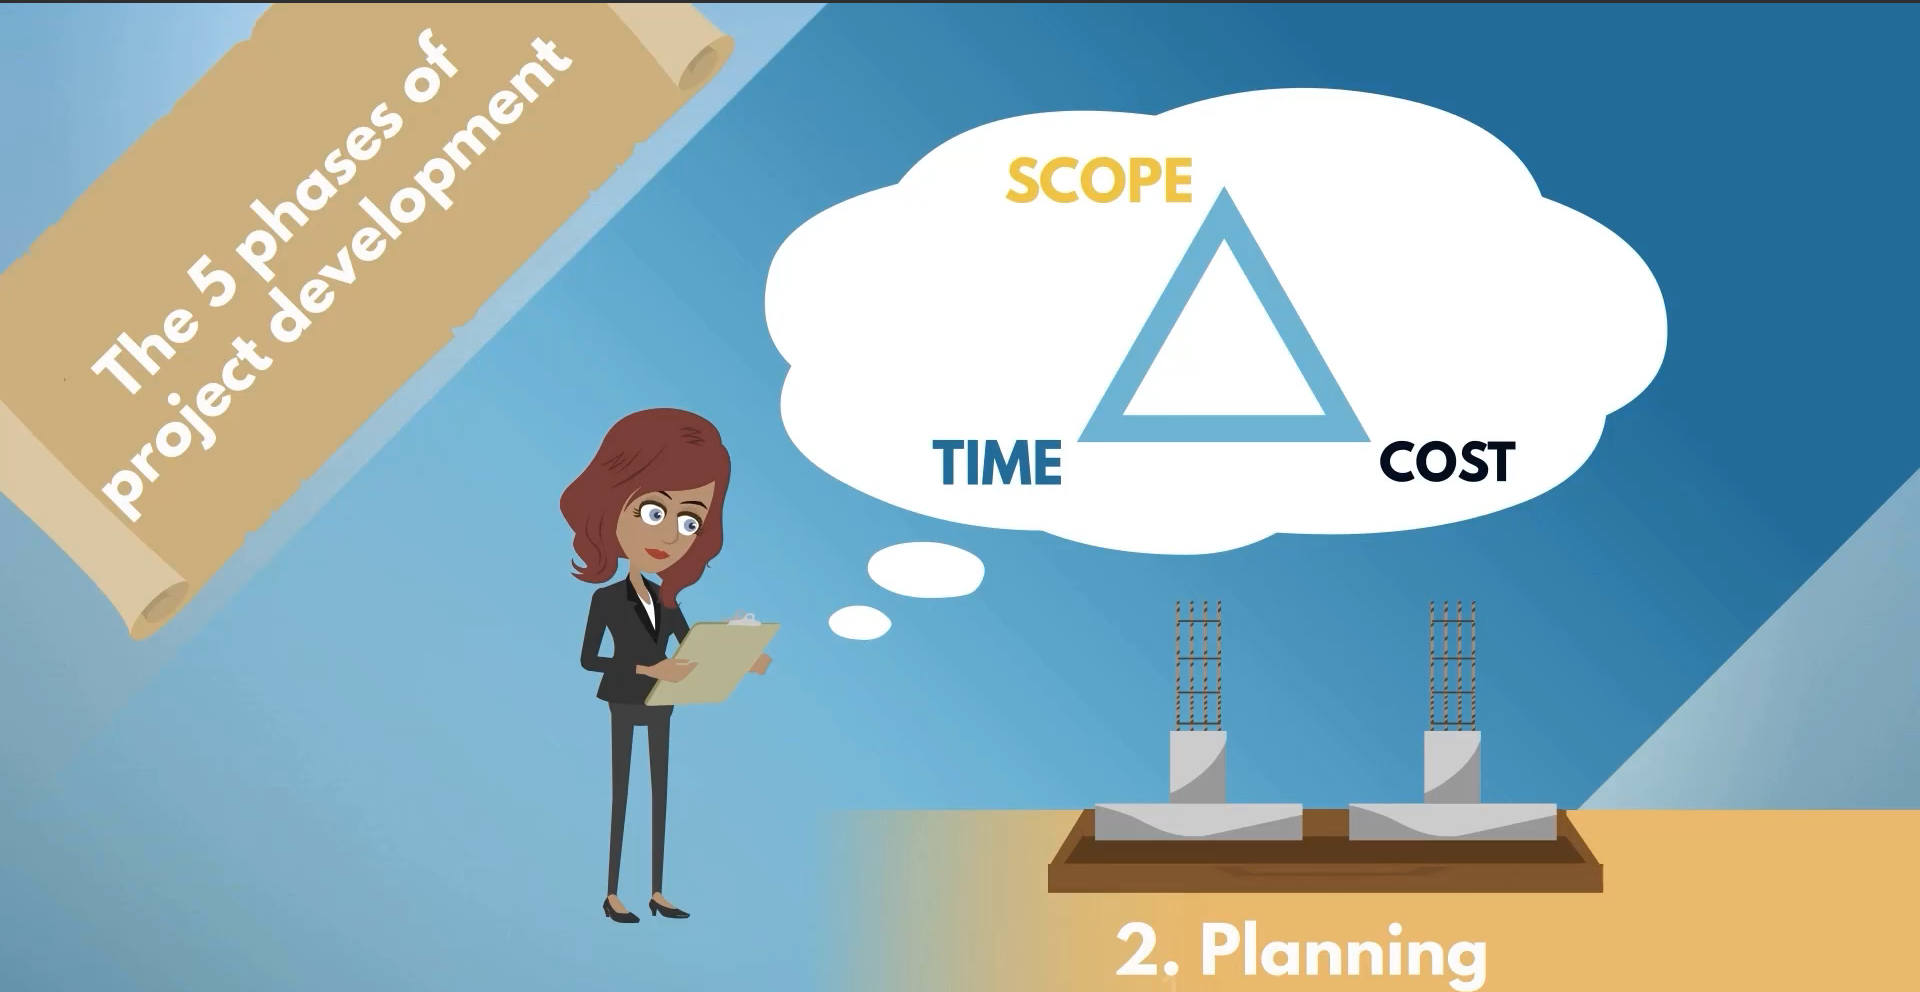 The 5 phases of
project development
SCOPE
TIME
COST
2. Planning